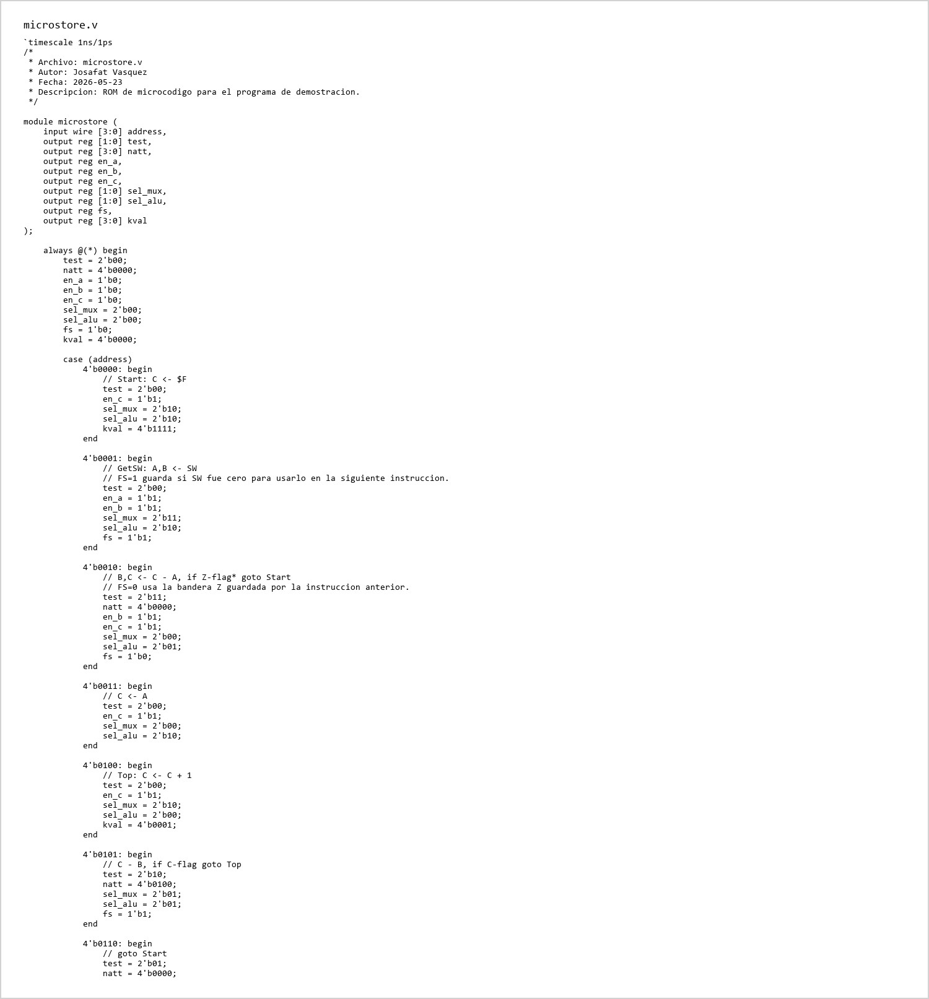 microstore.v
`timescale 1ns/1ps
/*
 * Archivo: microstore.v
 * Autor: Josafat Vasquez
 * Fecha: 2026-05-23
 * Descripcion: ROM de microcodigo para el programa de demostracion.
 */

module microstore (
    input wire [3:0] address,
    output reg [1:0] test,
    output reg [3:0] natt,
    output reg en_a,
    output reg en_b,
    output reg en_c,
    output reg [1:0] sel_mux,
    output reg [1:0] sel_alu,
    output reg fs,
    output reg [3:0] kval
);

    always @(*) begin
        test = 2'b00;
        natt = 4'b0000;
        en_a = 1'b0;
        en_b = 1'b0;
        en_c = 1'b0;
        sel_mux = 2'b00;
        sel_alu = 2'b00;
        fs = 1'b0;
        kval = 4'b0000;

        case (address)
            4'b0000: begin
                // Start: C <- $F
                test = 2'b00;
                en_c = 1'b1;
                sel_mux = 2'b10;
                sel_alu = 2'b10;
                kval = 4'b1111;
            end

            4'b0001: begin
                // GetSW: A,B <- SW
                // FS=1 guarda si SW fue cero para usarlo en la siguiente instruccion.
                test = 2'b00;
                en_a = 1'b1;
                en_b = 1'b1;
                sel_mux = 2'b11;
                sel_alu = 2'b10;
                fs = 1'b1;
            end

            4'b0010: begin
                // B,C <- C - A, if Z-flag* goto Start
                // FS=0 usa la bandera Z guardada por la instruccion anterior.
                test = 2'b11;
                natt = 4'b0000;
                en_b = 1'b1;
                en_c = 1'b1;
                sel_mux = 2'b00;
                sel_alu = 2'b01;
                fs = 1'b0;
            end

            4'b0011: begin
                // C <- A
                test = 2'b00;
                en_c = 1'b1;
                sel_mux = 2'b00;
                sel_alu = 2'b10;
            end

            4'b0100: begin
                // Top: C <- C + 1
                test = 2'b00;
                en_c = 1'b1;
                sel_mux = 2'b10;
                sel_alu = 2'b00;
                kval = 4'b0001;
            end

            4'b0101: begin
                // C - B, if C-flag goto Top
                test = 2'b10;
                natt = 4'b0100;
                sel_mux = 2'b01;
                sel_alu = 2'b01;
                fs = 1'b1;
            end

            4'b0110: begin
                // goto Start
                test = 2'b01;
                natt = 4'b0000;